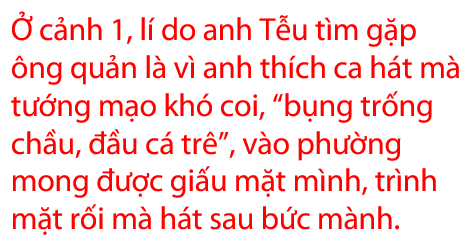 Ở cảnh 1, lí do anh Tễu tìm gặp
ông quản là vì anh thích ca hát mà
tướng mạo khó coi, “bụng trống
chầu, đầu cá trê”, vào phường
mong được giấu mặt mình, trình
mặt rối mà hát sau bức mành.